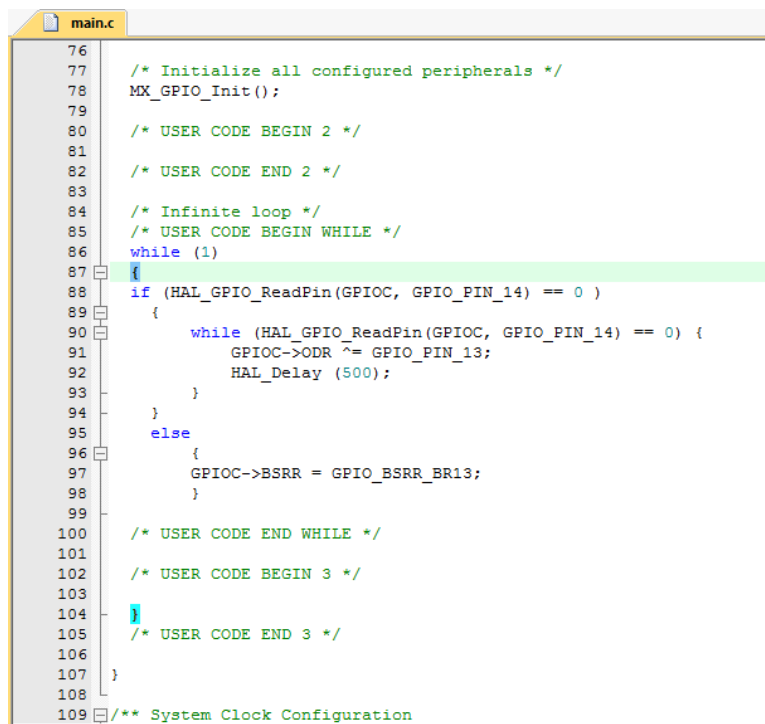 main.c
76
77 /* Initialize all configured peripherals */
78 MX_GPIO_Init();
79
80 /* USER CODE BEGIN 2 */
81
82 /* USER CODE END 2 */
83
84 /* Infinite loop */
85 /* USER CODE BEGIN WHILE */
86 while (1)
87 {
88 if (HAL_GPIO_ReadPin(GPIOC, GPIO_PIN_14) == 0 )
89 {
90 while (HAL_GPIO_ReadPin(GPIOC, GPIO_PIN_14) == 0) {
91 GPIOC->ODR ^= GPIO_PIN_13;
92 HAL_Delay (500);
93 }
94 }
95 else
96 {
97 GPIOC->BSRR = GPIO_BSRR_BR13;
98 }
99
100 /* USER CODE END WHILE */
101
102 /* USER CODE BEGIN 3 */
103
104 }
105 /* USER CODE END 3 */
106
107 }
108
109 /** System Clock Configuration